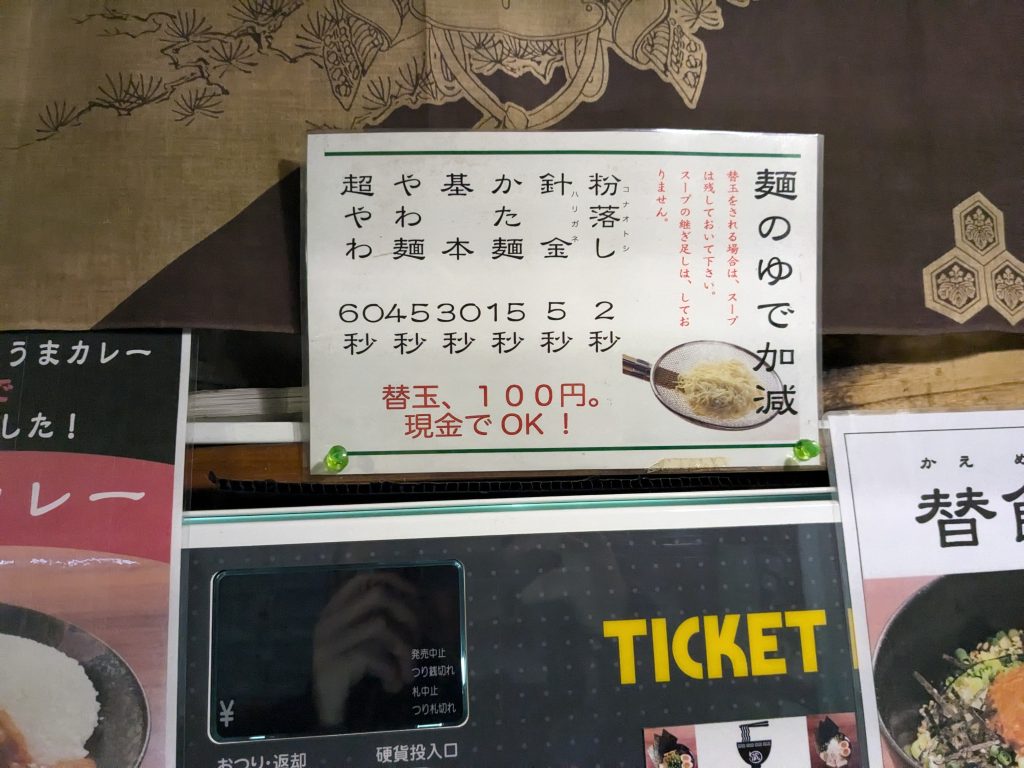 麺のゆで加減
替玉をされる場合は、スープ
は残しておいて下さい。
スープの継ぎ足しは、してお
りません。
粉落し
コナオトシ
2秒
針金
ハリガネ
5秒
かた麺
15秒
基本
30秒
やわ麺
45秒
超やわ
60秒
替玉、100円。
現金でOK!
うまカレー
で
した!
カレー
かえめ
替飯
TICKET
発売中止
つり銭切れ
札中止
つり札切れ
¥
おつり・返却
硬貨投入口